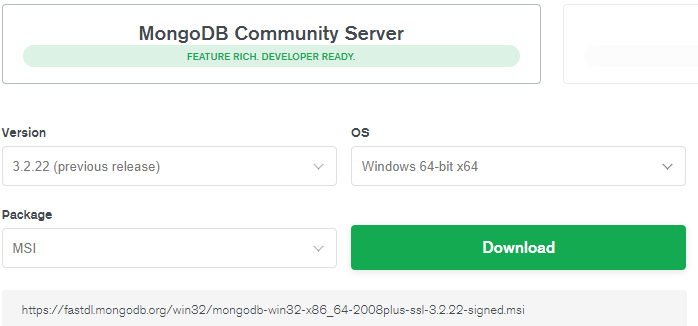 MongoDB Community Server
FEATURE RICH. DEVELOPER READY.
Version
OS
3.2.22 (previous release)
Windows 64-bit x64
Package
MSI
Download
https://fastdl.mongodb.org/win32/mongodb-win32-x86_64-2008plus-ssl-3.2.22-signed.msi